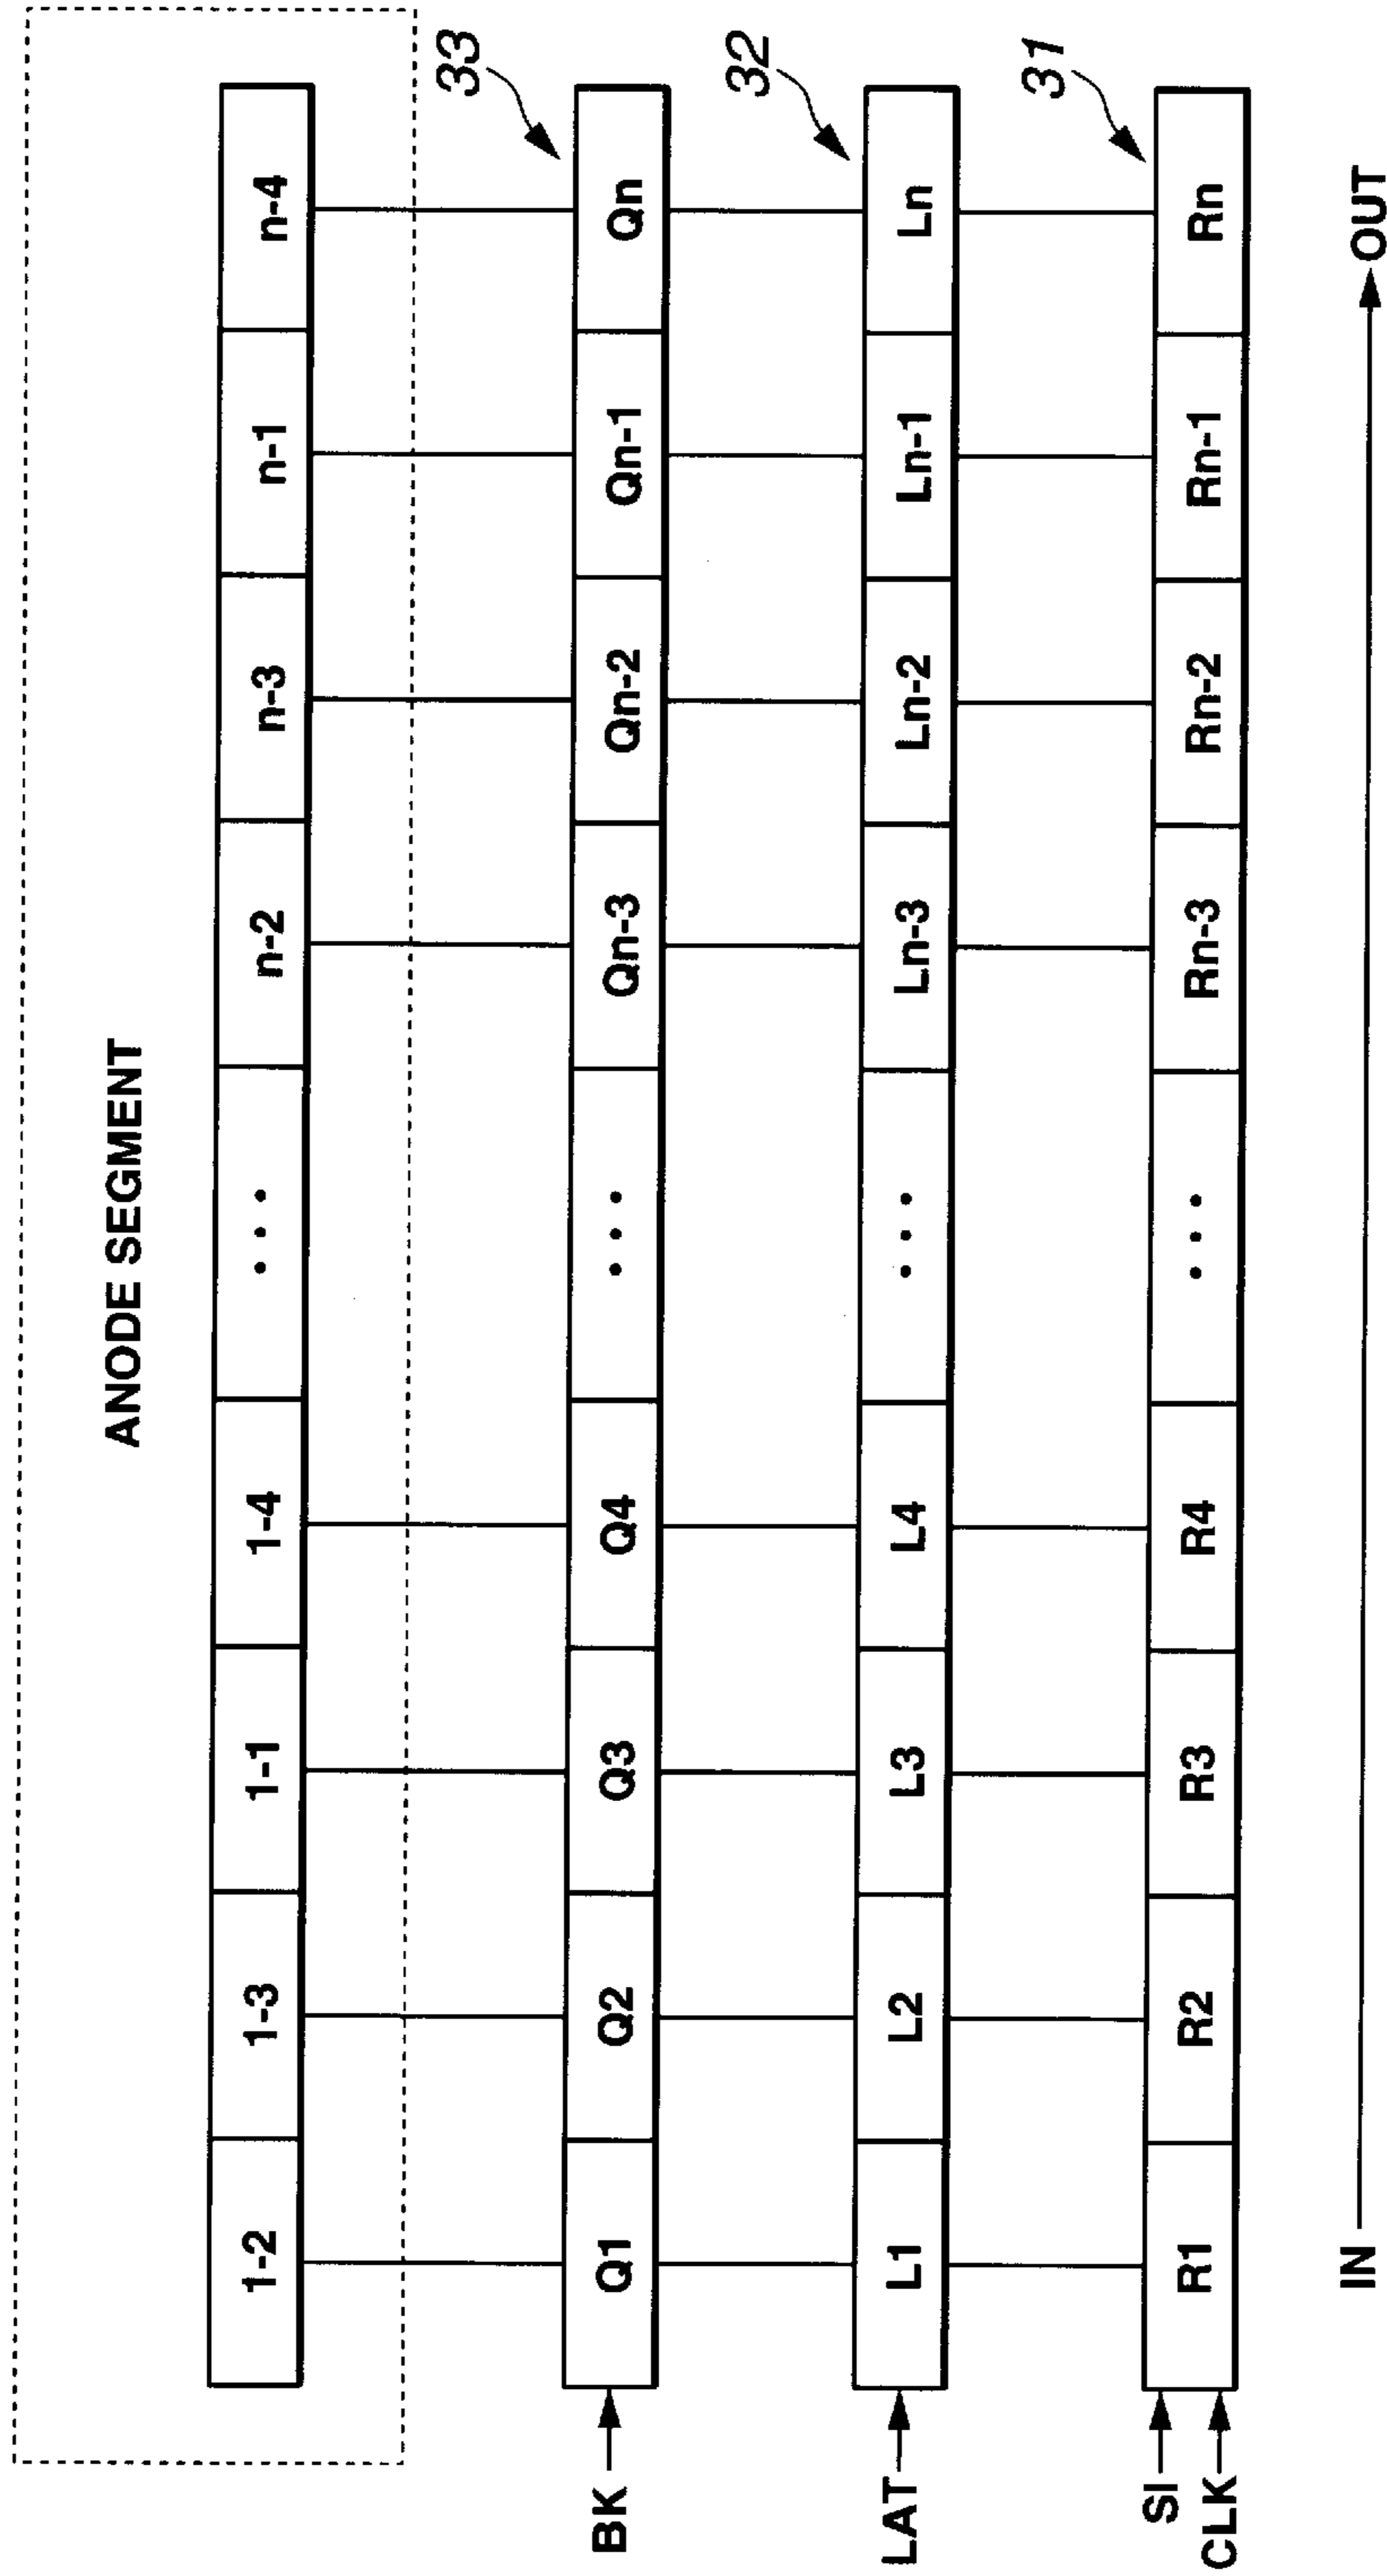 ANODE SEGMENT
1-2 1-3 1-1 1-4 ... n-2 n-3 n-1 n-4
33
BK Q1 Q2 Q3 Q4 ... Qn-3 Qn-2 Qn-1 Qn
32
LAT L1 L2 L3 L4 ... Ln-3 Ln-2 Ln-1 Ln
31
SI
CLK
R1 R2 R3 R4 ... Rn-3 Rn-2 Rn-1 Rn
IN OUT